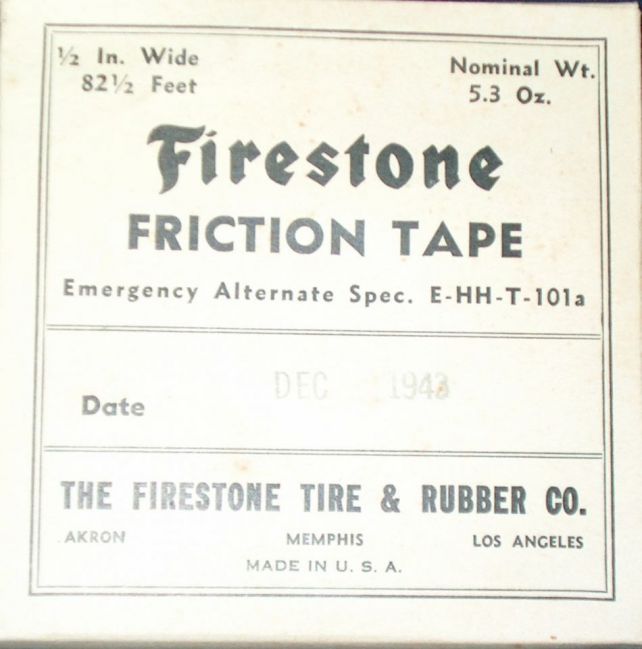 ½ In. Wide Nominal Wt.
82½ Feet 5.3 Oz.
Firestone
FRICTION TAPE
Emergency Alternate Spec. E-HH-T-101a
Date DEC 1943
THE FIRESTONE TIRE & RUBBER CO.
AKRON MEMPHIS LOS ANGELES
MADE IN U. S. A.